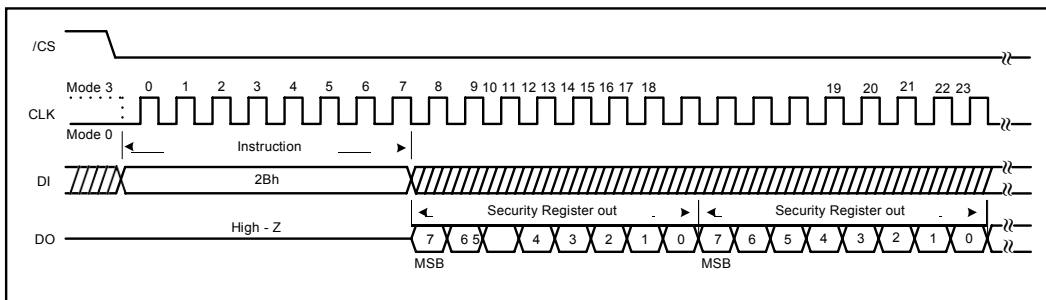 /CS
Mode 3 0 1 2 3 4 5 6 7 8 9 10 11 12 13 14 15 16 17 18 19 20 21 22 23
CLK
Mode 0
Instruction
DI 2Bh
Security Register out Security Register out
High - Z
DO 7 6 5 4 3 2 1 0 7 6 5 4 3 2 1 0
MSB MSB